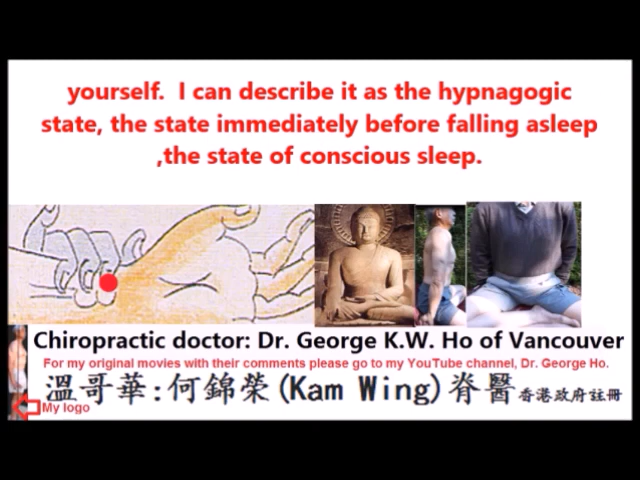 yourself.  I can describe it as the hypnagogic
state, the state immediately before falling asleep
,the state of conscious sleep.
Chiropractic doctor: Dr. George K.W. Ho of Vancouver
For my original movies with their comments please go to my YouTube channel, Dr. George Ho.
溫哥華:何錦榮(Kam Wing)脊醫香港政府註冊
My logo